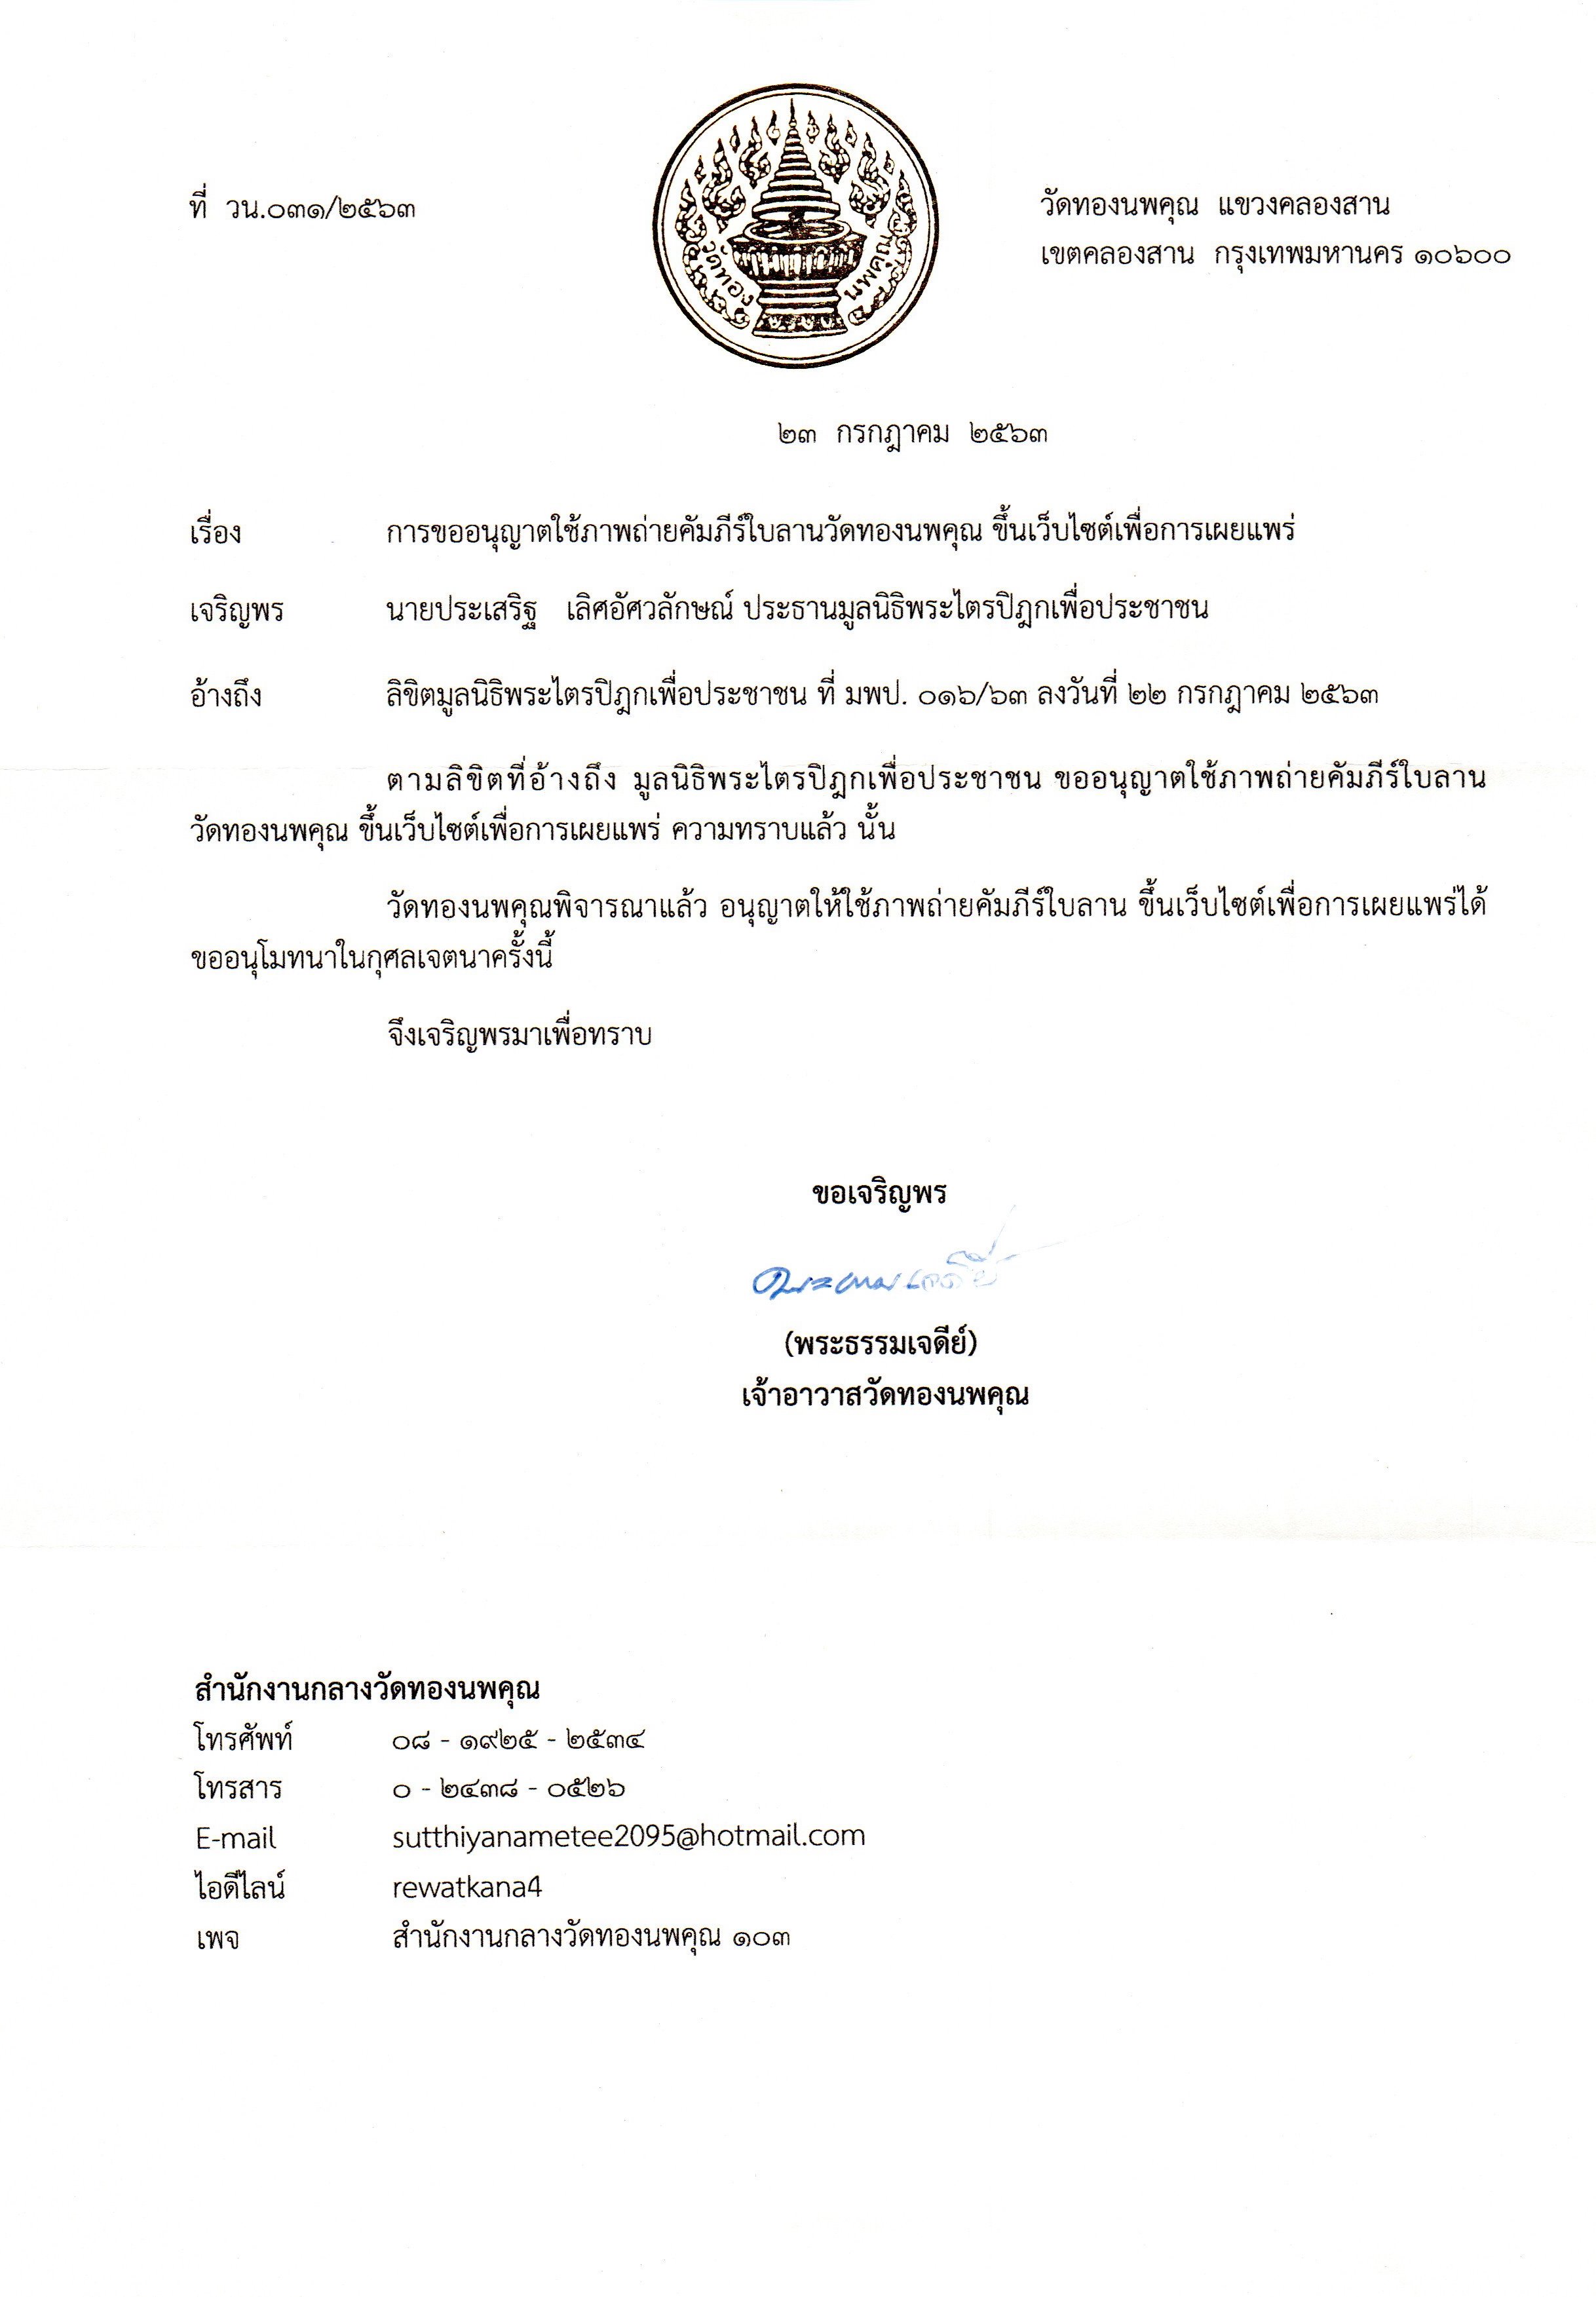 ที่ วน.๐๓๑/๒๕๖๓
วัดทองนพคุณ
วัดทองนพคุณ แขวงคลองสาน
เขตคลองสาน กรุงเทพมหานคร ๑๐๖๐๐
๒๓ กรกฎาคม ๒๕๖๓
เรื่อง การขออนุญาตใช้ภาพถ่ายคัมภีร์ใบลานวัดทองนพคุณ ขึ้นเว็บไซต์เพื่อการเผยแพร่
เจริญพร นายประเสริฐ เลิศอัศวลักษณ์ ประธานมูลนิธิพระไตรปิฎกเพื่อประชาชน
อ้างถึง ลิขิตมูลนิธิพระไตรปิฎกเพื่อประชาชน ที่ มพป. ๐๑๖/๖๓ ลงวันที่ ๒๒ กรกฎาคม ๒๕๖๓
ตามลิขิตที่อ้างถึง มูลนิธิพระไตรปิฎกเพื่อประชาชน ขออนุญาตใช้ภาพถ่ายคัมภีร์ใบลาน
วัดทองนพคุณ ขึ้นเว็บไซต์เพื่อการเผยแพร่ ความทราบแล้ว นั้น
วัดทองนพคุณพิจารณาแล้ว อนุญาตให้ใช้ภาพถ่ายคัมภีร์ใบลาน ขึ้นเว็บไซต์เพื่อการเผยแพร่ได้
ขออนุโมทนาในกุศลเจตนาครั้งนี้
จึงเจริญพรมาเพื่อทราบ
ขอเจริญพร
พระธรรมเจดีย์
(พระธรรมเจดีย์)
เจ้าอาวาสวัดทองนพคุณ
สำนักงานกลางวัดทองนพคุณ
โทรศัพท์ ๐๘ - ๑๙๒๕ - ๒๕๓๔
โทรสาร ๐ - ๒๔๓๘ - ๐๕๒๖
E-mail sutthiyanametee2095@hotmail.com
ไอดีไลน์ rewatkana4
เพจ สำนักงานกลางวัดทองนพคุณ ๑๐๓